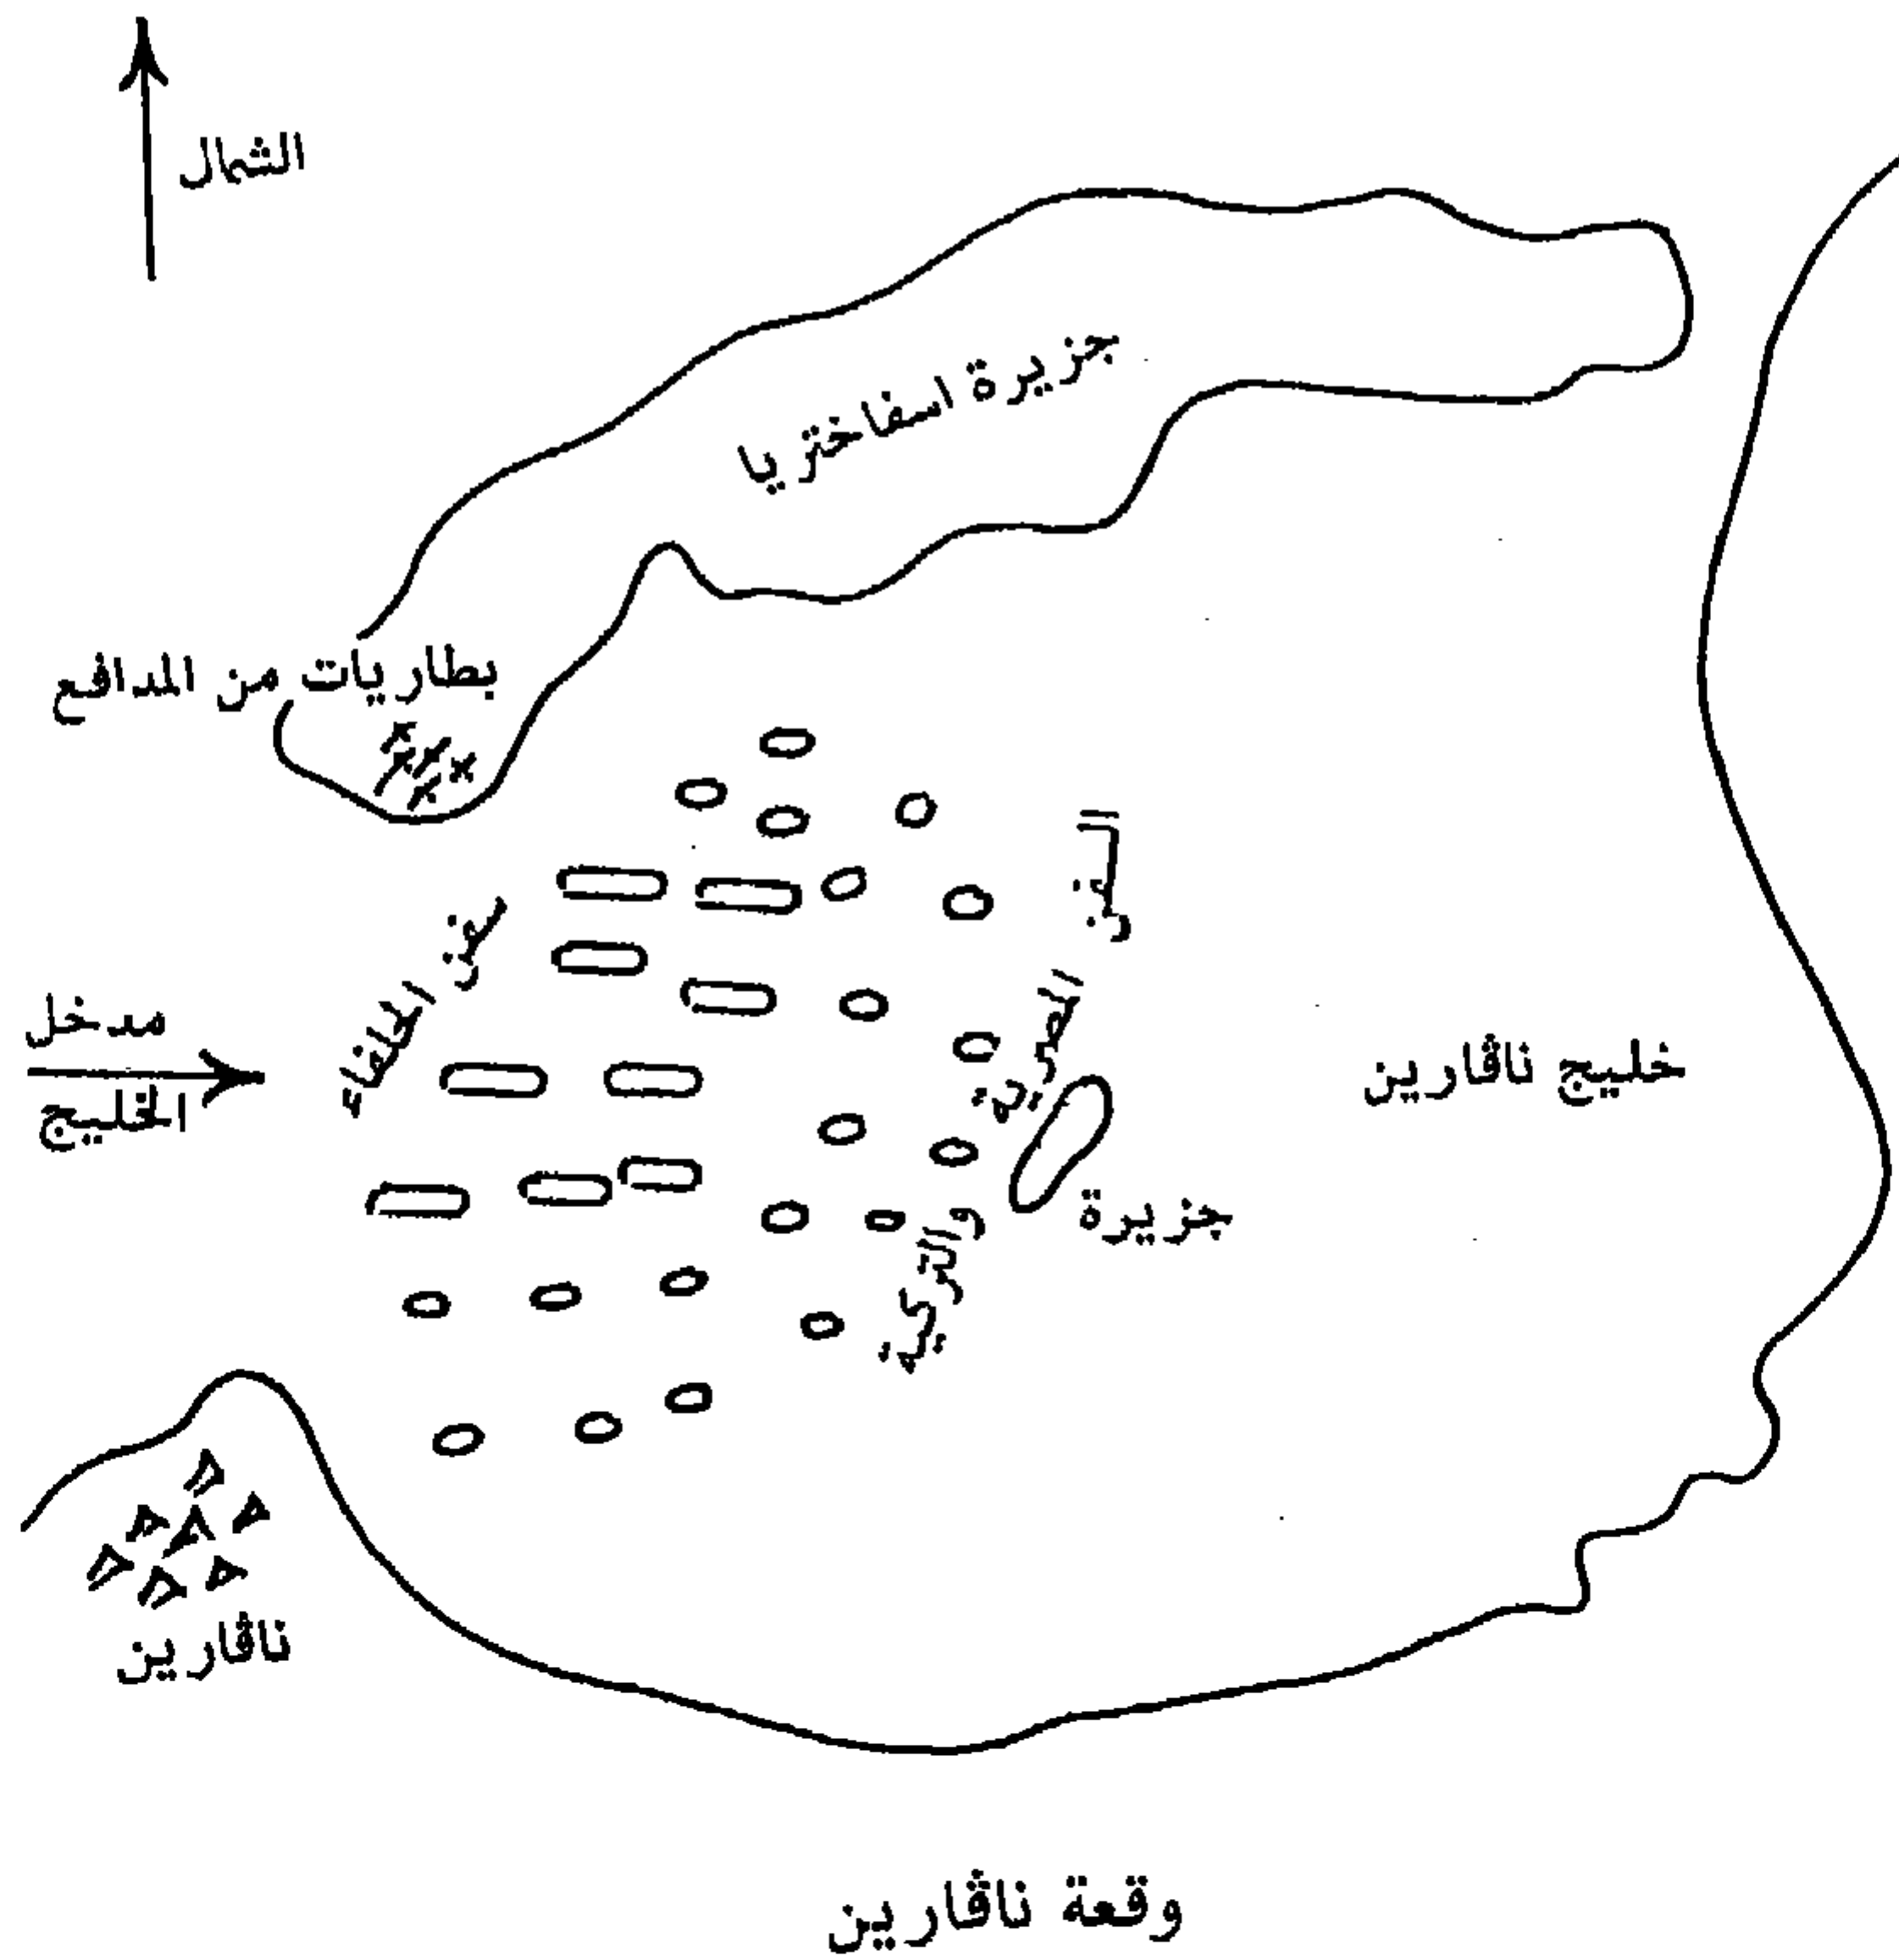 الشمال
جزيرة اسفاختريا
بطاريات من المدافع
سفن الحلفاء
السفن
المصرية
والتركية
مدخل
الخليج
خليج ناڤارين
جزيرة
ناڤارين
وقعة ناڤارين